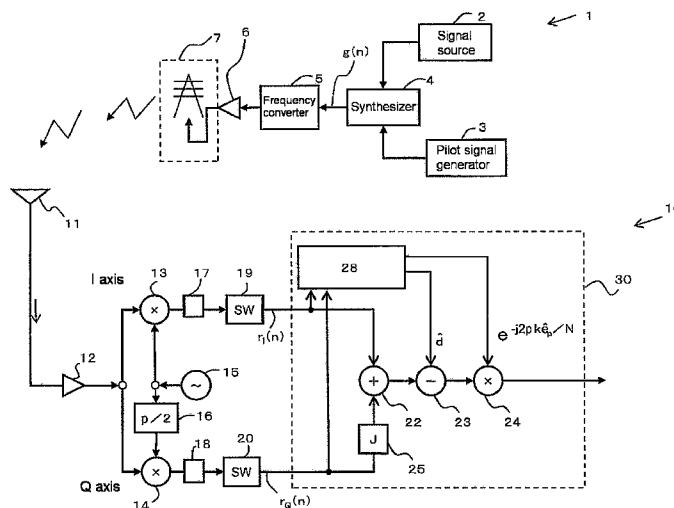 1
2
Signal source
g(n)
4
Synthesizer
3
Pilot signal generator
5
Frequency converter
6
7
11
12
I axis
13
×
17
19
SW
r_I(n)
~
15
p/2
16
Q axis
×
14
18
20
SW
r_Q(n)
28
30
d̂
e^{-j2pkê_p/N}
+
22
−
23
×
24
J
25